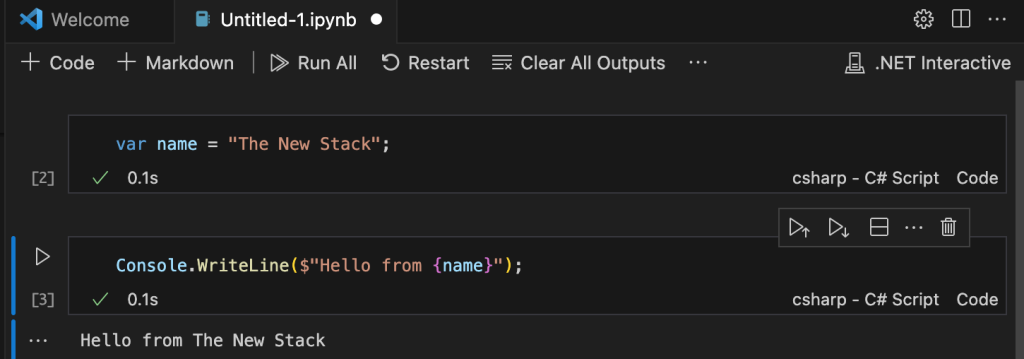 Welcome Untitled-1.ipynb
Code Markdown Run All Restart Clear All Outputs ... .NET Interactive
var name = "The New Stack";
[2] 0.1s csharp - C# Script Code
Console.WriteLine($"Hello from {name}");
[3] 0.1s csharp - C# Script Code
Hello from The New Stack